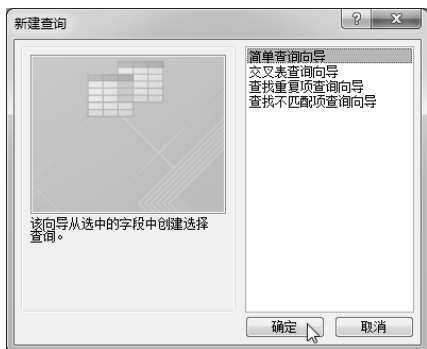 新建查询
简单查询向导
交叉表查询向导
查找重复项查询向导
查找不匹配项查询向导
该向导从选中的字段中创建选择
查询。
确定
取消